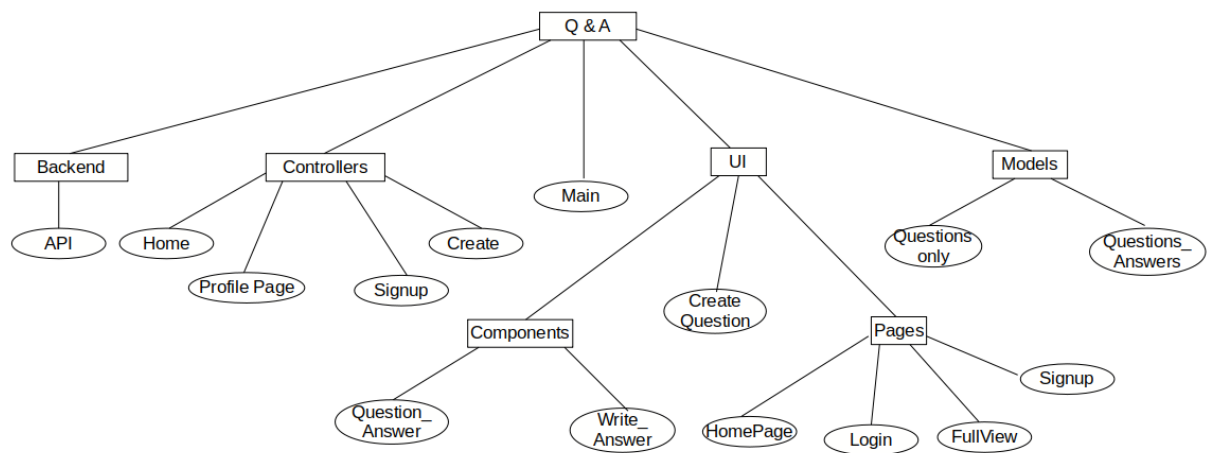 Q & A
Backend
Controllers
Main
UI
Models
API
Home
Profile Page
Signup
Create
Questions
only
Questions_
Answers
Components
Create
Question
Pages
Question_
Answer
Write_
Answer
HomePage
Login
FullView
Signup